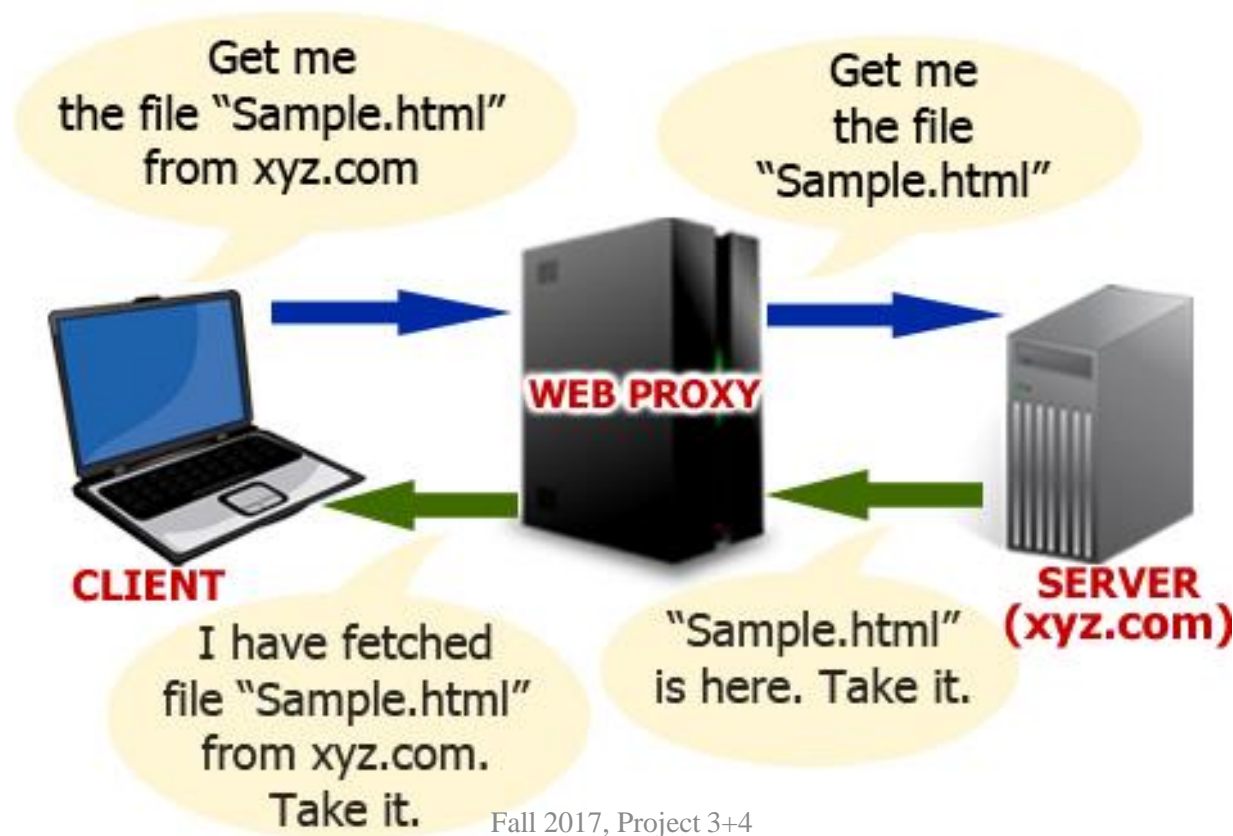 Get me
the file “Sample.html”
from xyz.com
Get me
the file
“Sample.html”
WEB PROXY
CLIENT
SERVER
(xyz.com)
I have fetched
file “Sample.html”
from xyz.com.
Take it.
“Sample.html”
is here. Take it.
Fall 2017, Project 3+4